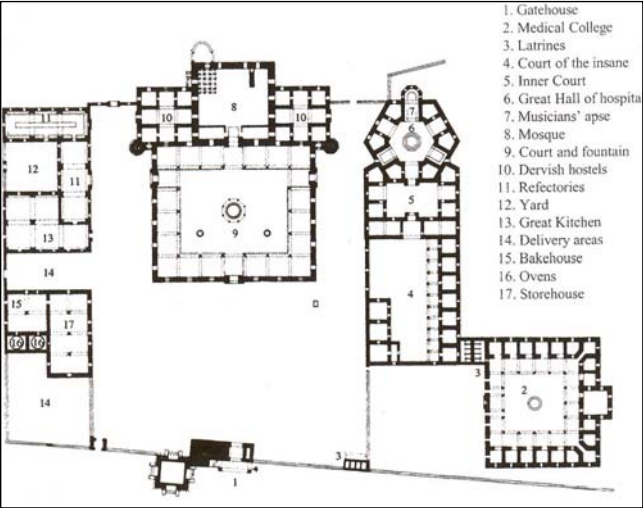 1. Gatehouse
2. Medical College
3. Latrines
4. Court of the insane
5. Inner Court
6. Great Hall of hospita
7. Musicians' apse
8. Mosque
9. Court and fountain
10. Dervish hostels
11. Refectories
12. Yard
13. Great Kitchen
14. Delivery areas
15. Bakehouse
16. Ovens
17. Storehouse
7
11
8
10
10
6
12
11
5
9
13
14
4
15
17
16
16
3
2
14
3
1